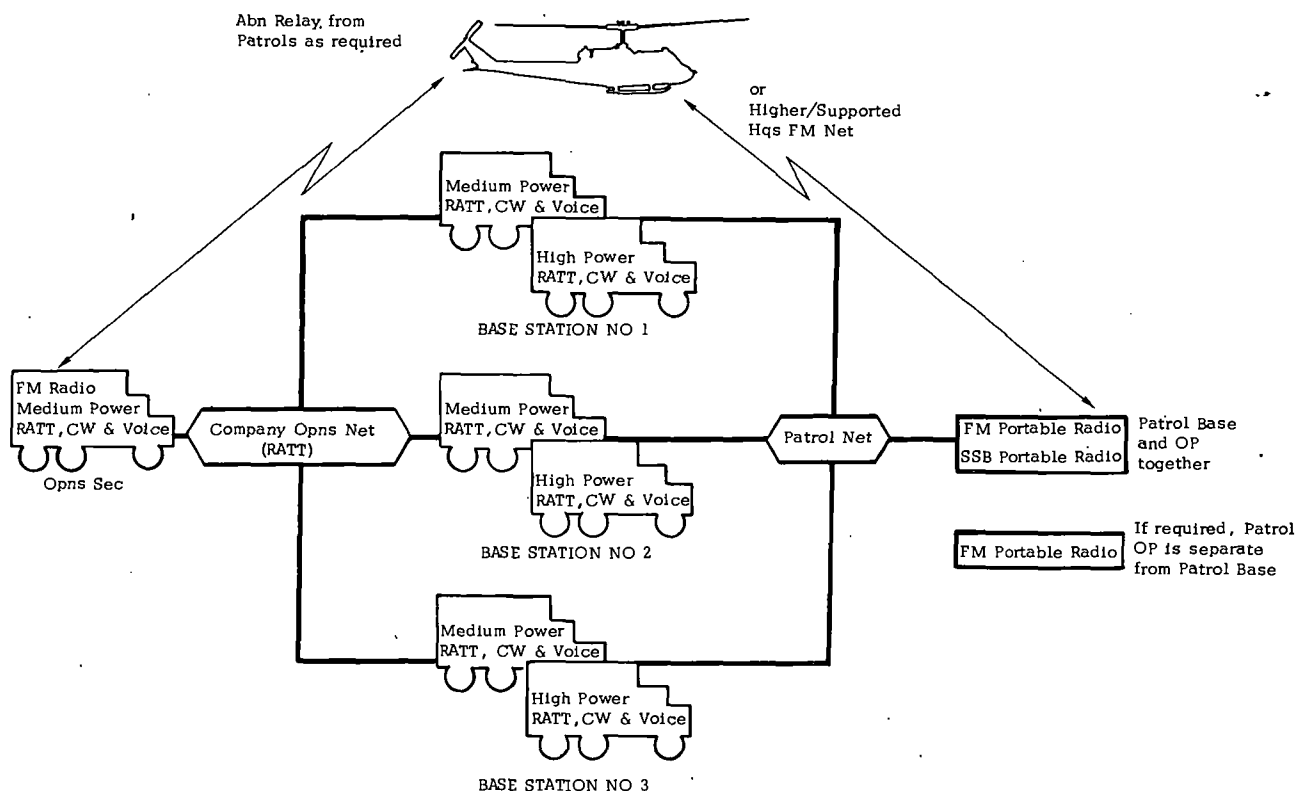 Abn Relay, from
Patrols as required
or
Higher/Supported
Hqs FM Net
Medium Power
RATT, CW & Voice
High Power
RATT, CW & Voice
BASE STATION NO 1
FM Radio
Medium Power
RATT, CW & Voice
Opns Sec
Company Opns Net
(RATT)
Medium Power
RATT, CW & Voice
High Power
RATT, CW & Voice
BASE STATION NO 2
Patrol Net
FM Portable Radio
SSB Portable Radio
Patrol Base
and OP
together
FM Portable Radio
If required, Patrol
OP is separate
from Patrol Base
Medium Power
RATT, CW & Voice
High Power
RATT, CW & Voice
BASE STATION NO 3